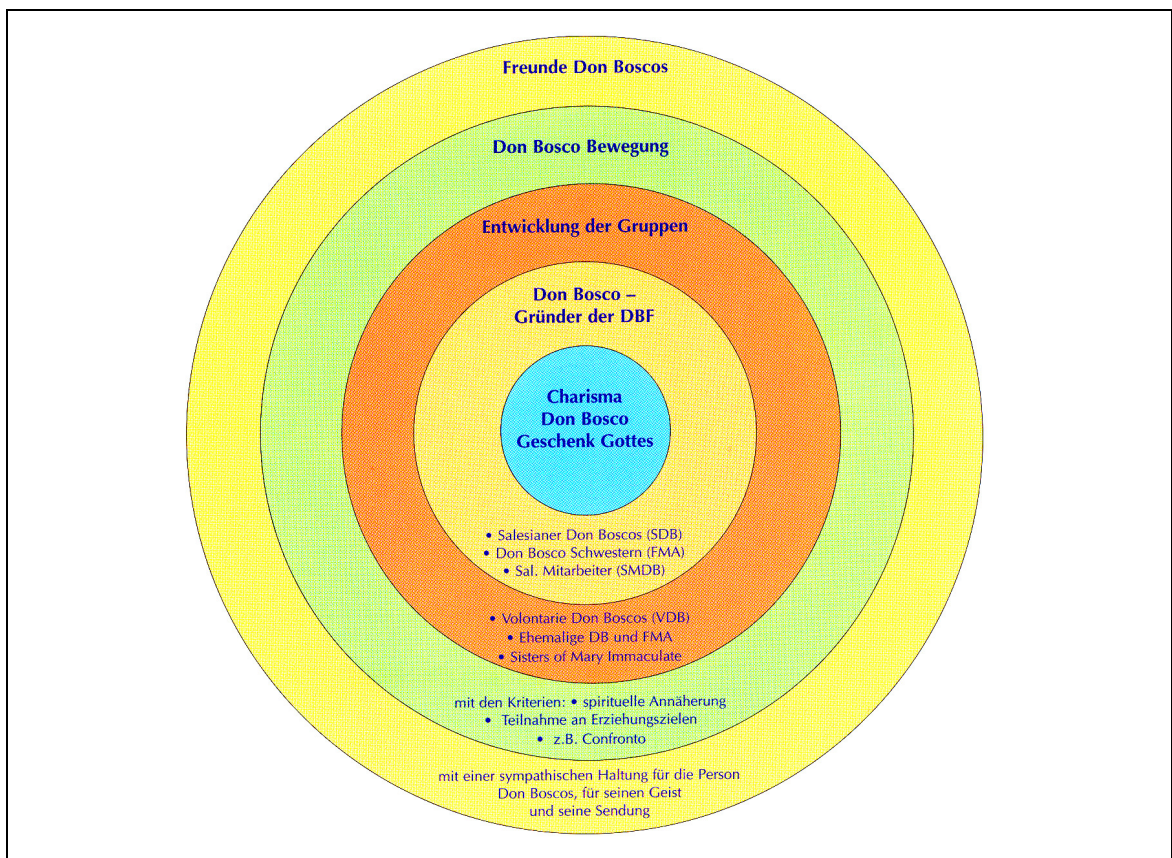 Freunde Don Boscos
Don Bosco Bewegung
Entwicklung der Gruppen
Don Bosco –
Gründer der DBF
Charisma
Don Bosco
Geschenk Gottes
• Salesianer Don Boscos (SDB)
• Don Bosco Schwestern (FMA)
• Sal. Mitarbeiter (SMDB)
• Volontarie Don Boscos (VDB)
• Ehemalige DB und FMA
• Sisters of Mary Immaculate
mit den Kriterien: • spirituelle Annäherung
• Teilnahme an Erziehungszielen
• z.B. Confronto
mit einer sympathischen Haltung für die Person
Don Boscos, für seinen Geist
und seine Sendung